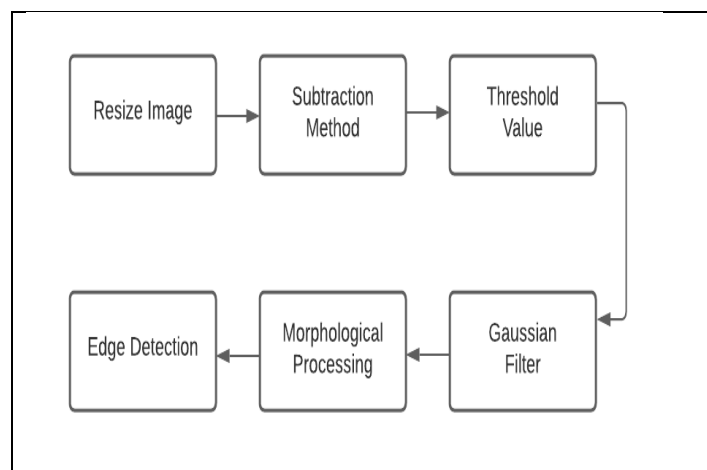 Resize Image
Subtraction
Method
Threshold
Value
Gaussian
Filter
Morphological
Processing
Edge Detection